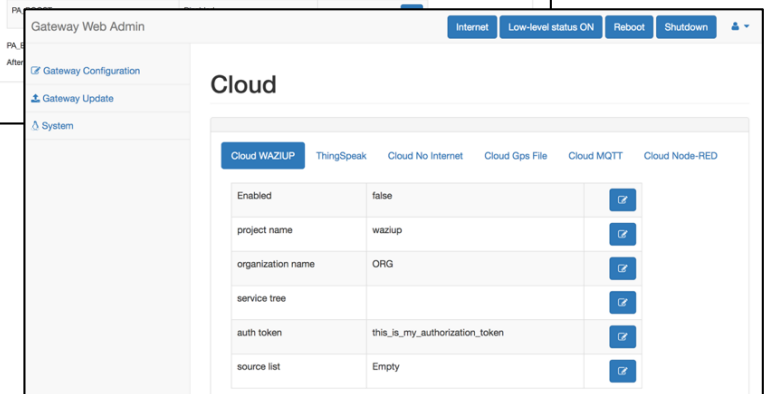 Gateway Web Admin
Internet
Low-level status ON
Reboot
Shutdown
Gateway Configuration
Gateway Update
System
Cloud
Cloud WAZIUP
ThingSpeak
Cloud No Internet
Cloud Gps File
Cloud MQTT
Cloud Node-RED
Enabled false
project name waziup
organization name ORG
service tree
auth token this_is_my_authorization_token
source list Empty
After